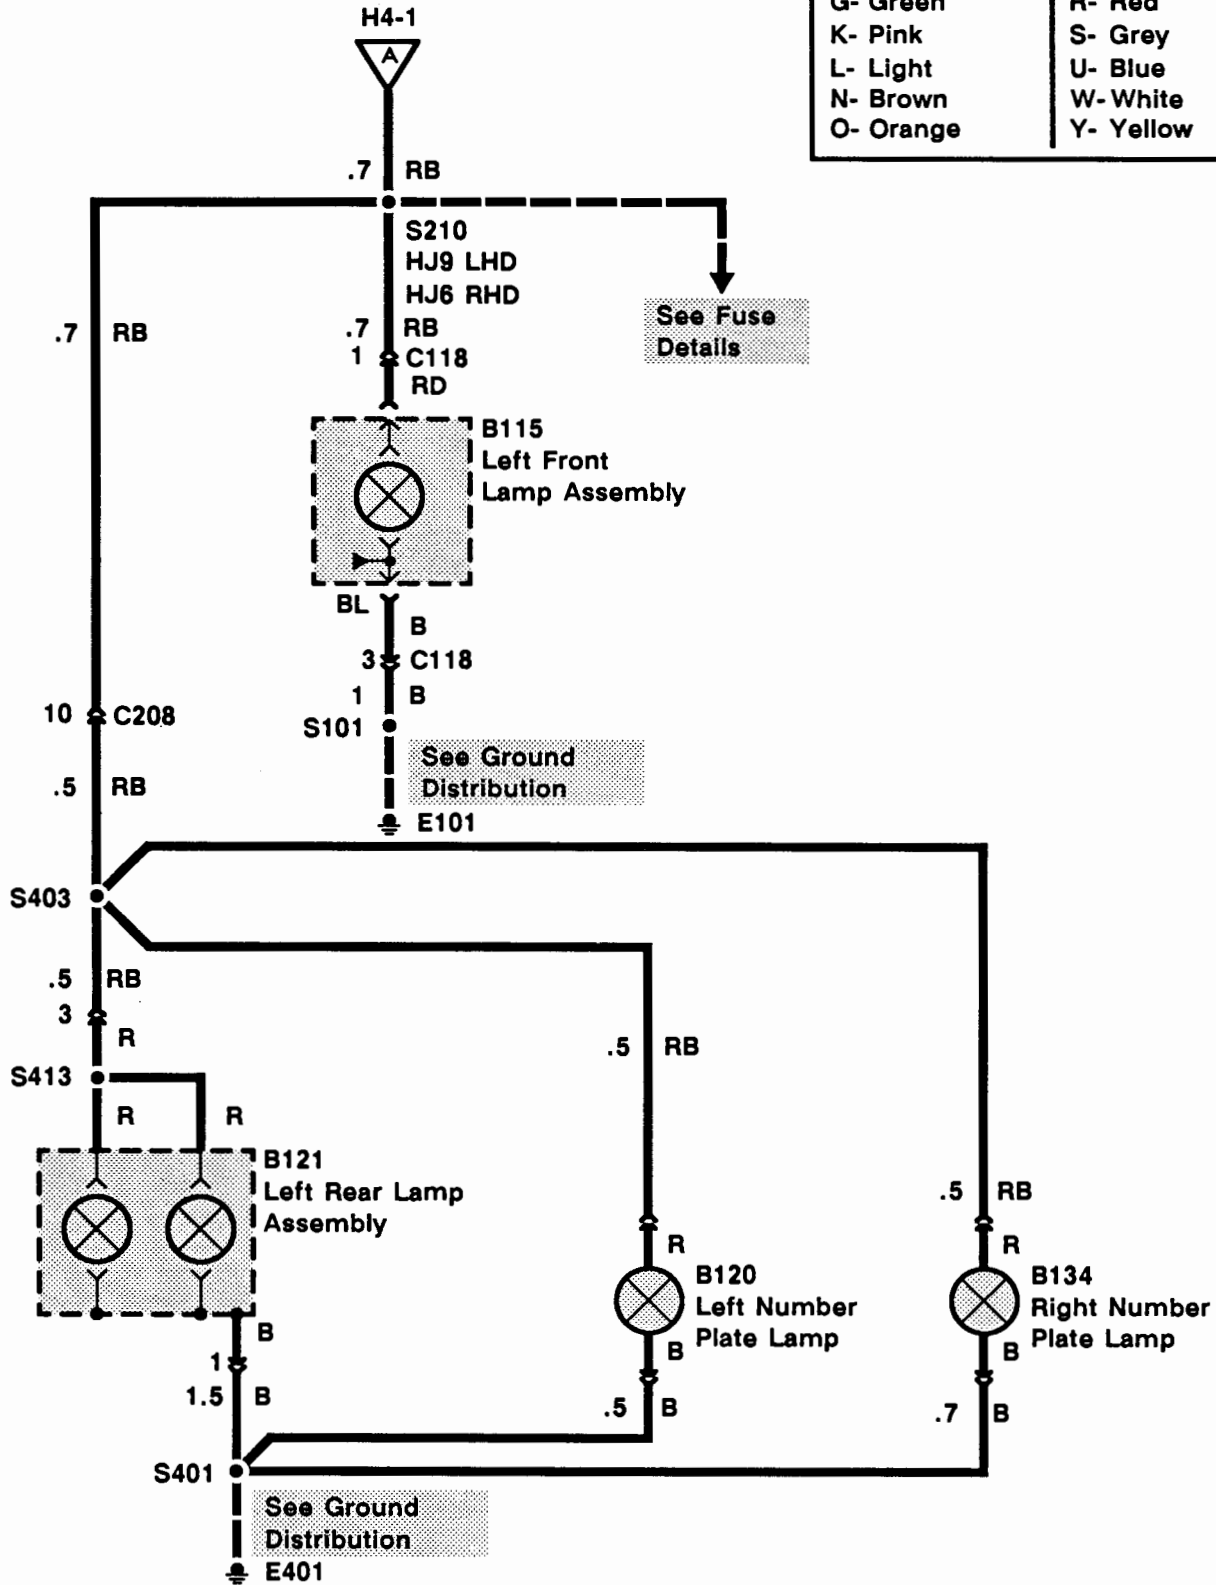 H4-1
A
G- Green
R- Red
K- Pink
S- Grey
L- Light
U- Blue
N- Brown
W- White
O- Orange
Y- Yellow
.7 RB
S210
HJ9 LHD
HJ6 RHD
.7 RB
See Fuse
Details
.7 RB
1 C118
RD
B115
Left Front
Lamp Assembly
BL
B
3 C118
1 B
S101
10 C208
See Ground
Distribution
.5 RB
E101
S403
.5 RB
3
R
.5 RB
S413
R
R
B121
Left Rear Lamp
Assembly
.5 RB
R
R
B120
Left Number
Plate Lamp
B134
Right Number
Plate Lamp
B
B
B
1
1.5 B
.5 B
.7 B
S401
See Ground
Distribution
E401